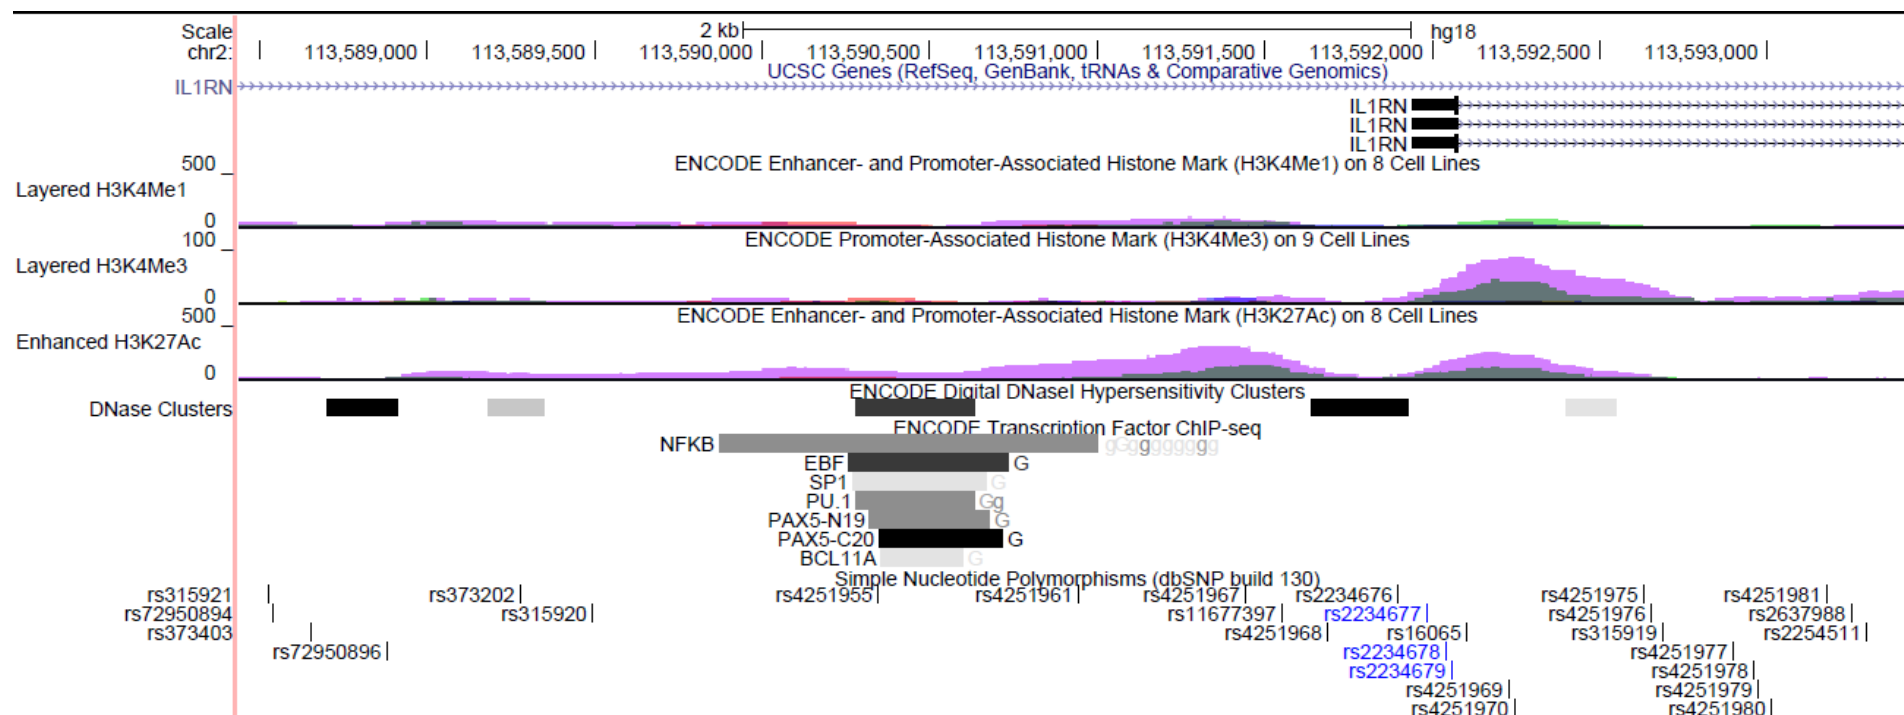 Scale 2 kb hg18
chr2: 113,589,000 113,589,500 113,590,000 113,590,500 113,591,000 113,591,500 113,592,000 113,592,500 113,593,000
UCSC Genes (RefSeq, GenBank, tRNAs & Comparative Genomics)
IL1RN
IL1RN
IL1RN
IL1RN
ENCODE Enhancer- and Promoter-Associated Histone Mark (H3K4Me1) on 8 Cell Lines
500
Layered H3K4Me1
0
ENCODE Promoter-Associated Histone Mark (H3K4Me3) on 9 Cell Lines
100
Layered H3K4Me3
0
ENCODE Enhancer- and Promoter-Associated Histone Mark (H3K27Ac) on 8 Cell Lines
500
Enhanced H3K27Ac
0
ENCODE Digital DNaseI Hypersensitivity Clusters
DNase Clusters
ENCODE Transcription Factor ChIP-seq
NFKB gGggggggggg
EBF G
SP1 G
PU.1 Gg
PAX5-N19 G
PAX5-C20 G
BCL11A G
Simple Nucleotide Polymorphisms (dbSNP build 130)
rs315921 rs373202 rs4251955 rs4251961 rs4251967 rs2234676 rs4251975 rs4251981
rs72950894 rs315920 rs11677397 rs2234677 rs4251976 rs2637988
rs373403 rs4251968 rs16065 rs315919 rs2254511
rs72950896 rs2234678 rs4251977
rs2234679 rs4251978
rs4251969 rs4251979
rs4251970 rs4251980